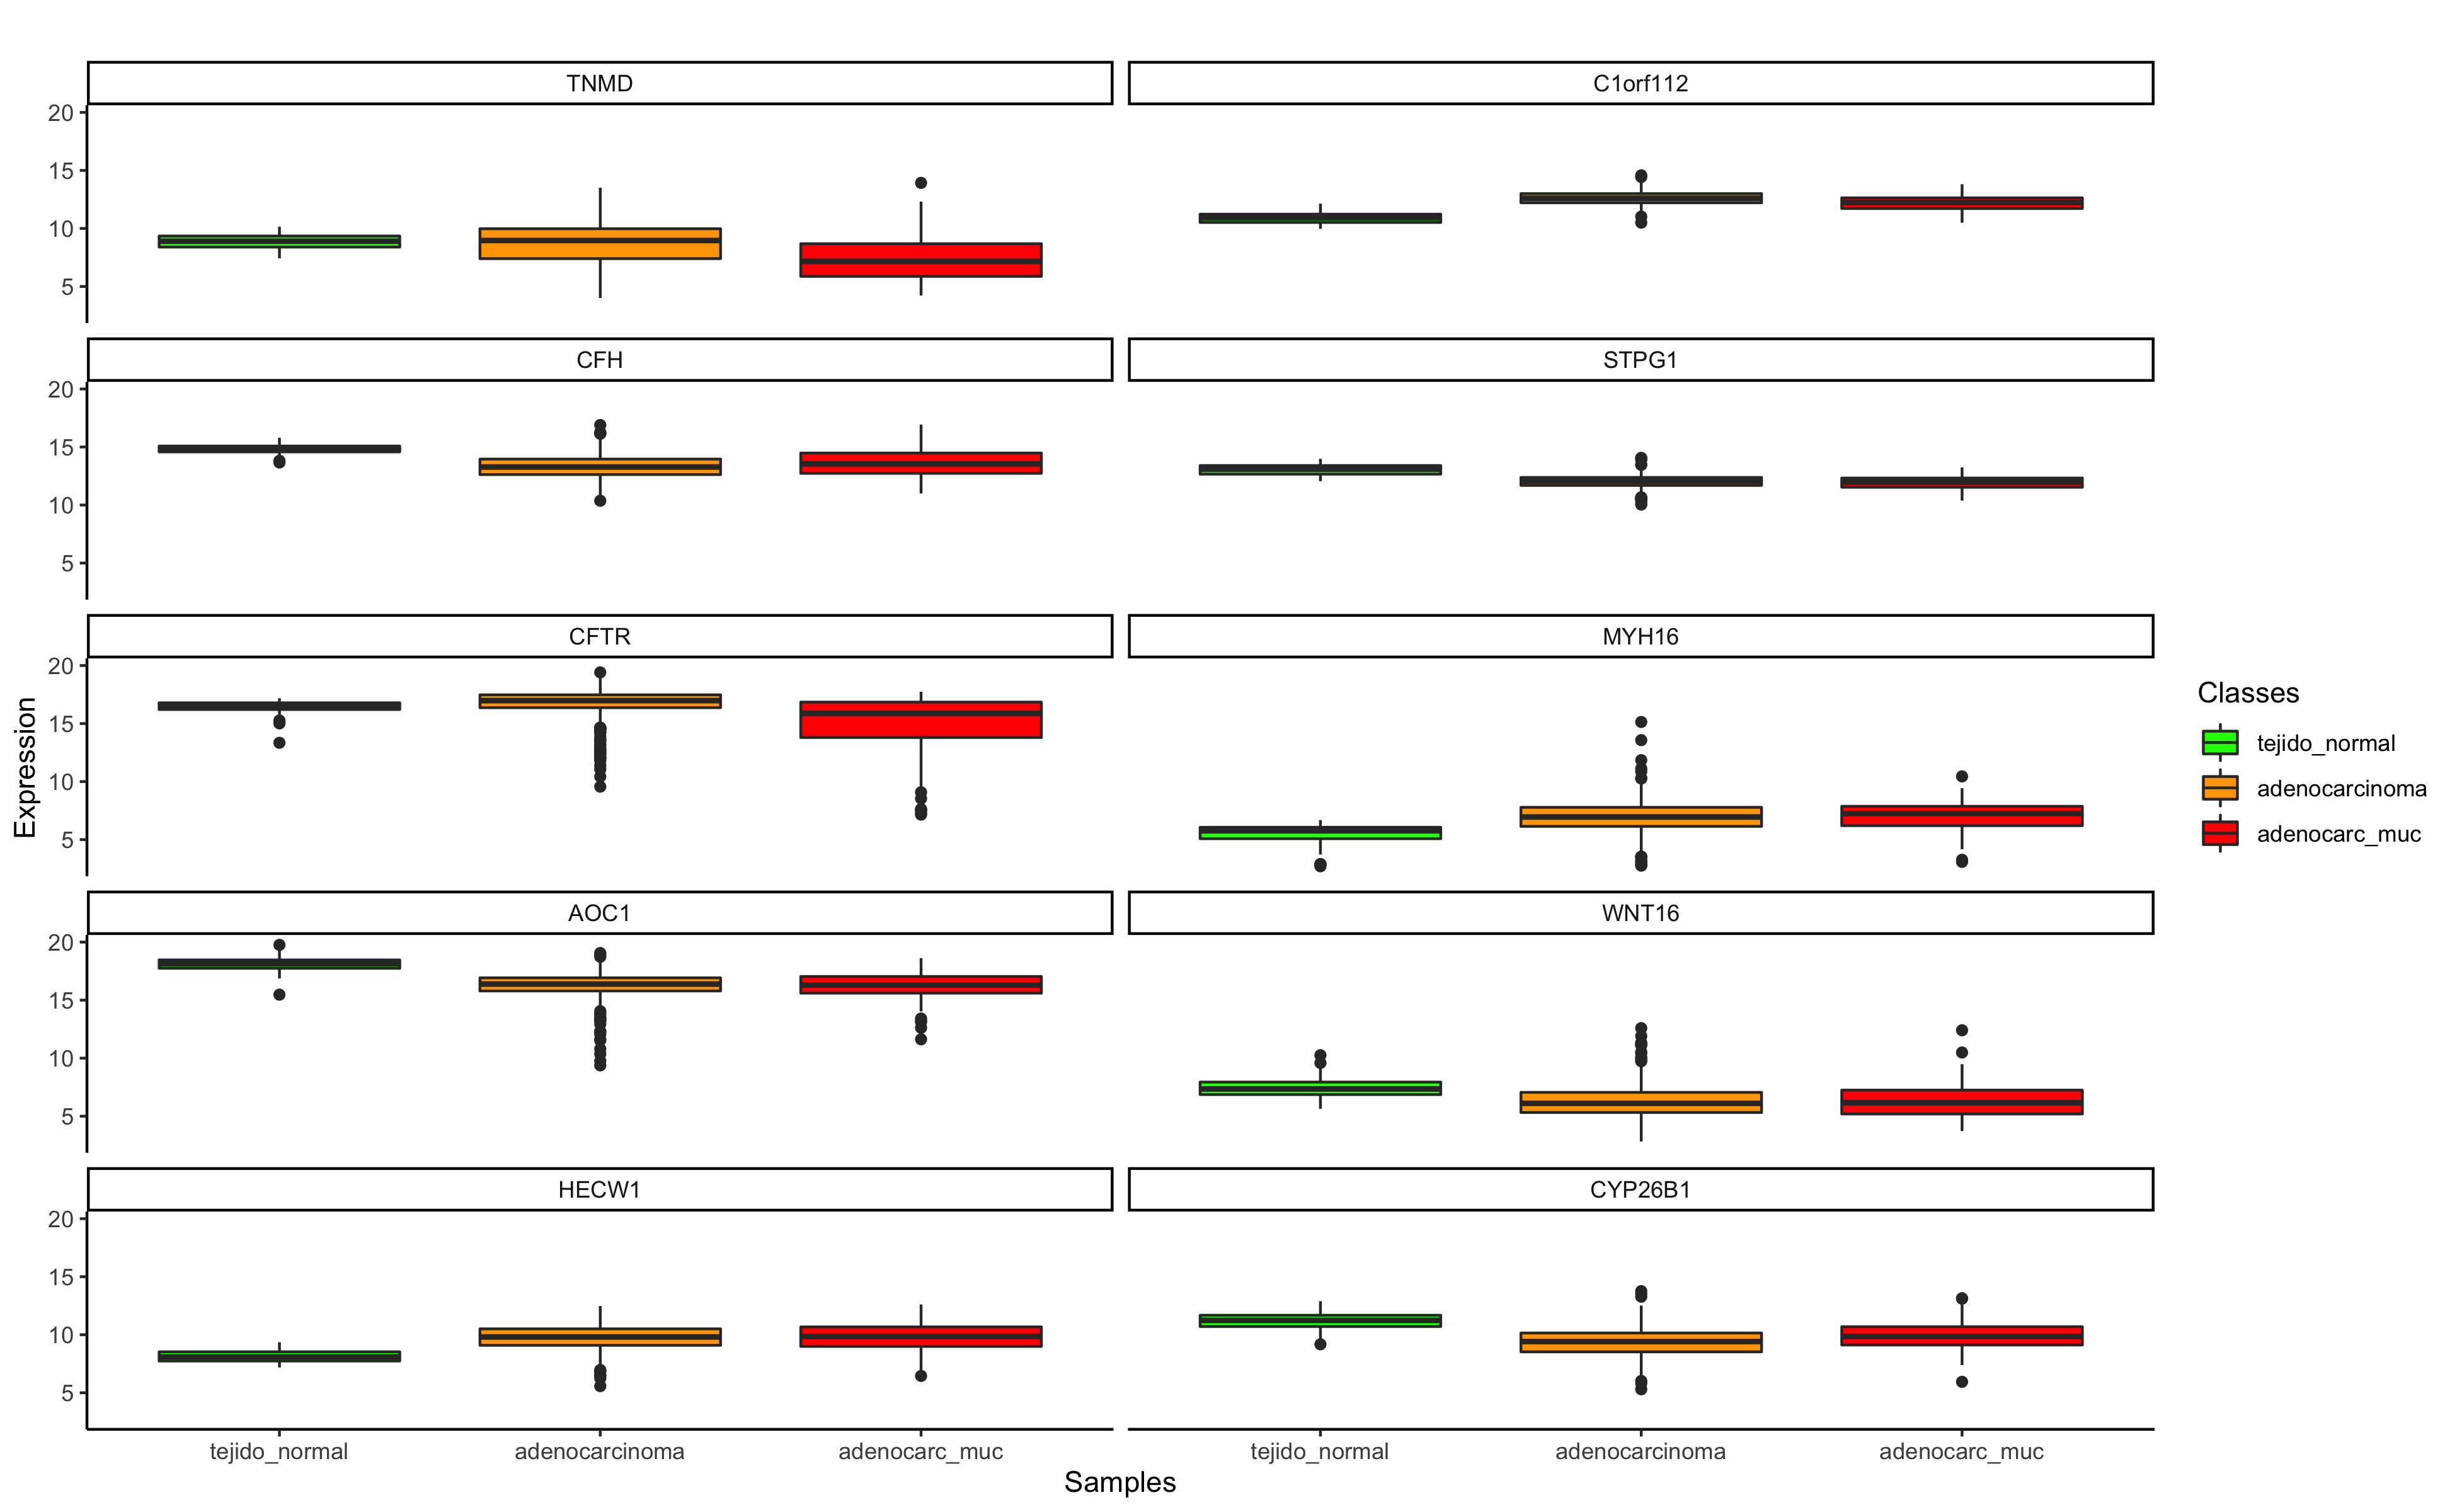 TNMD
C1orf112
20
15
10
5
CFH
STPG1
20
15
10
5
CFTR
MYH16
20
15
10
5
AOC1
WNT16
20
15
10
5
HECW1
CYP26B1
20
15
10
5
tejido_normal
adenocarcinoma
adenocarc_muc
tejido_normal
adenocarcinoma
adenocarc_muc
Samples
Expression
Classes
tejido_normal
adenocarcinoma
adenocarc_muc